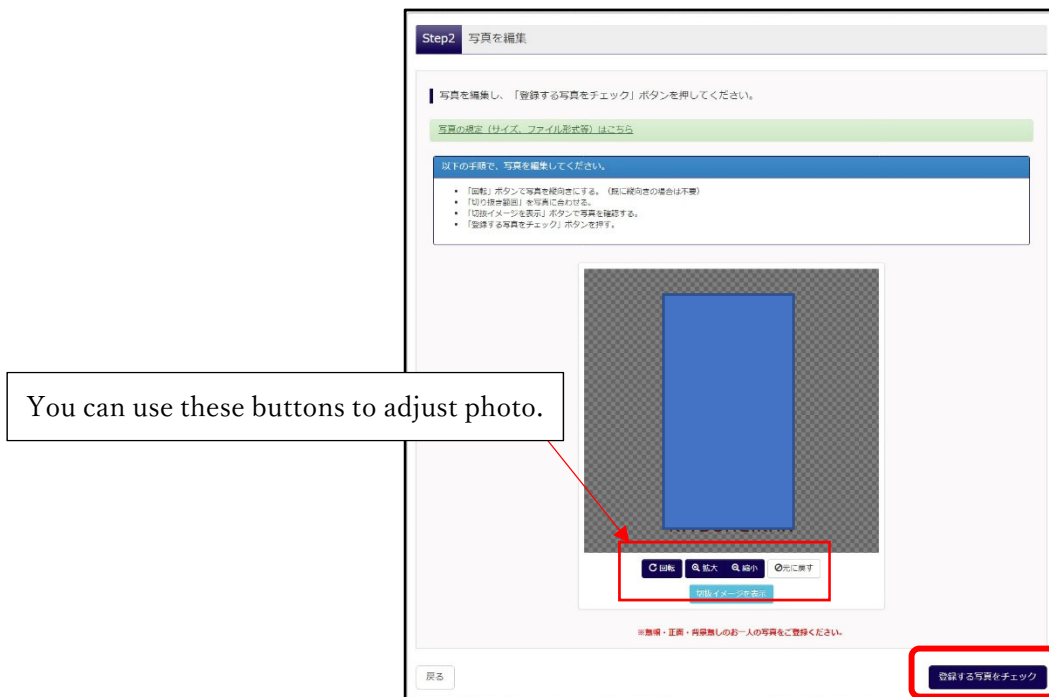 Step2 写真を編集
写真を編集し、「登録する写真をチェック」ボタンを押してください。
写真の規定（サイズ、ファイル形式等）はこちら
以下の手順で、写真を編集してください。
• 「回転」ボタンで写真を縦向きにする。（既に縦向きの場合は不要）
• 「切り抜き範囲」を写真に合わせる。
• 「切抜イメージを表示」ボタンで写真を確認する。
• 「登録する写真をチェック」ボタンを押す。
You can use these buttons to adjust photo.
回転 拡大 縮小 元に戻す
切抜イメージを表示
※無帽・正面・背景無しのお一人の写真をご登録ください。
戻る 登録する写真をチェック